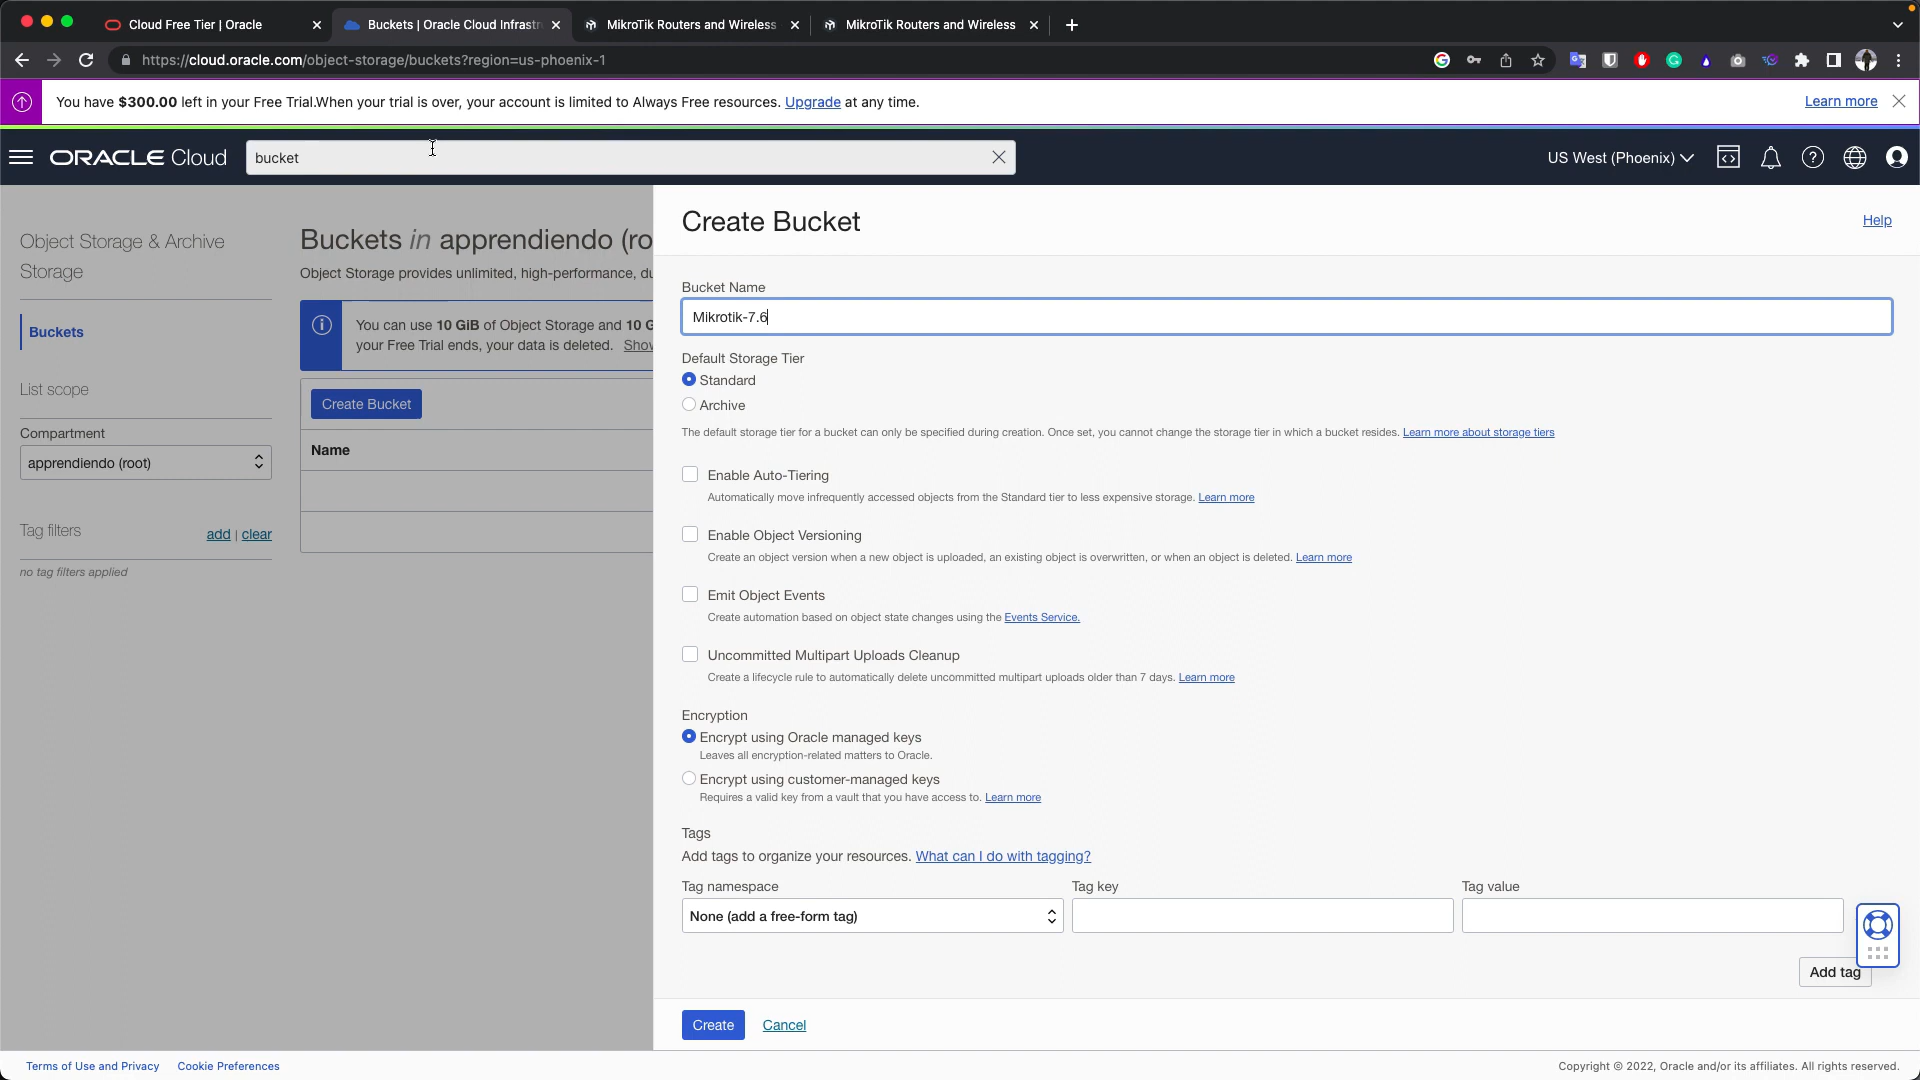 Cloud Free Tier | Oracle
Buckets | Oracle Cloud Infrastr
MikroTik Routers and Wireless
MikroTik Routers and Wireless
https://cloud.oracle.com/object-storage/buckets?region=us-phoenix-1
You have $300.00 left in your Free Trial.When your trial is over, your account is limited to Always Free resources. Upgrade at any time.
Learn more
ORACLE Cloud
bucket
US West (Phoenix)
Object Storage & Archive
Storage
Buckets
List scope
Compartment
apprendiendo (root)
Tag filters
add | clear
no tag filters applied
Buckets in apprendiendo (ro
Object Storage provides unlimited, high-performance, du
You can use 10 GiB of Object Storage and 10 G
your Free Trial ends, your data is deleted. Show
Create Bucket
Name
Create Bucket
Help
Bucket Name
Mikrotik-7.6
Default Storage Tier
Standard
Archive
The default storage tier for a bucket can only be specified during creation. Once set, you cannot change the storage tier in which a bucket resides. Learn more about storage tiers
Enable Auto-Tiering
Automatically move infrequently accessed objects from the Standard tier to less expensive storage. Learn more
Enable Object Versioning
Create an object version when a new object is uploaded, an existing object is overwritten, or when an object is deleted. Learn more
Emit Object Events
Create automation based on object state changes using the Events Service.
Uncommitted Multipart Uploads Cleanup
Create a lifecycle rule to automatically delete uncommitted multipart uploads older than 7 days. Learn more
Encryption
Encrypt using Oracle managed keys
Leaves all encryption-related matters to Oracle.
Encrypt using customer-managed keys
Requires a valid key from a vault that you have access to. Learn more
Tags
Add tags to organize your resources. What can I do with tagging?
Tag namespace
Tag key
Tag value
None (add a free-form tag)
Add tag
Create
Cancel
Terms of Use and Privacy
Cookie Preferences
Copyright © 2022, Oracle and/or its affiliates. All rights reserved.